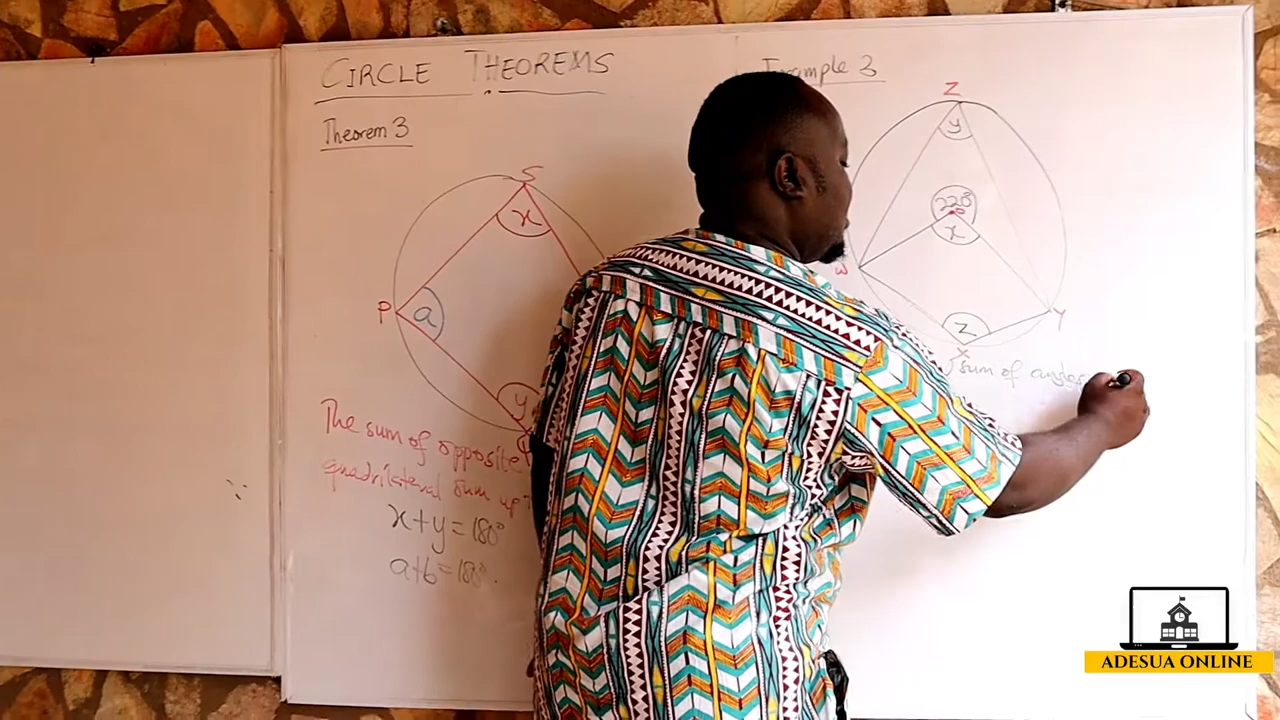 CIRCLE THEOREMS
Theorem 3
S
x
P
a
y
The sum of opposite
quadrilateral sum up
x+y=180°
a+b=180°.
Example 3
Z
y
220°
o
x
W
Y
z
X
sum of angles
ADESUA ONLINE